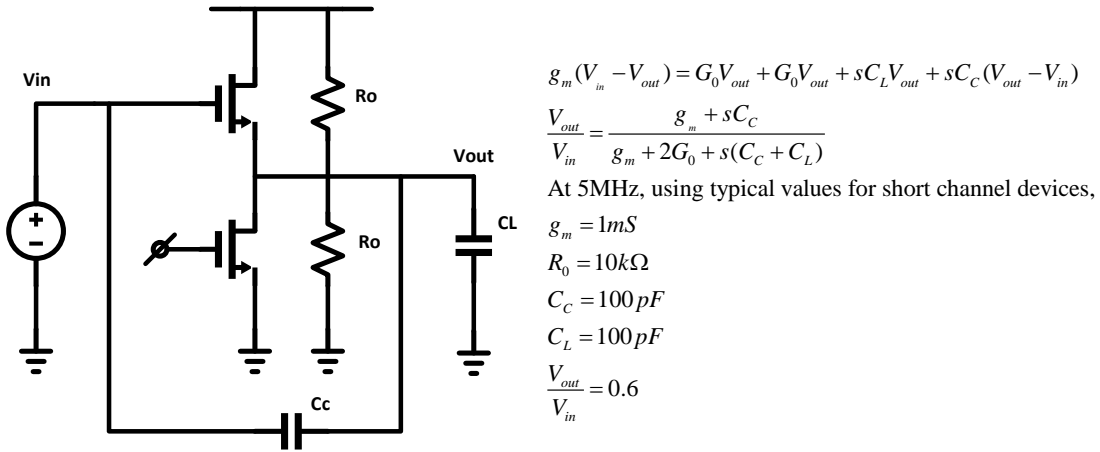 Vin
Ro
Vout
Ro
CL
Cc
+
−
g_m(V_in − V_out) = G_0V_out + G_0V_out + sC_LV_out + sC_C(V_out − V_in)
V_out/V_in = (g_m + sC_C)/(g_m + 2G_0 + s(C_C + C_L))
At 5MHz, using typical values for short channel devices,
g_m = 1mS
R_0 = 10kΩ
C_C = 100pF
C_L = 100pF
V_out/V_in = 0.6